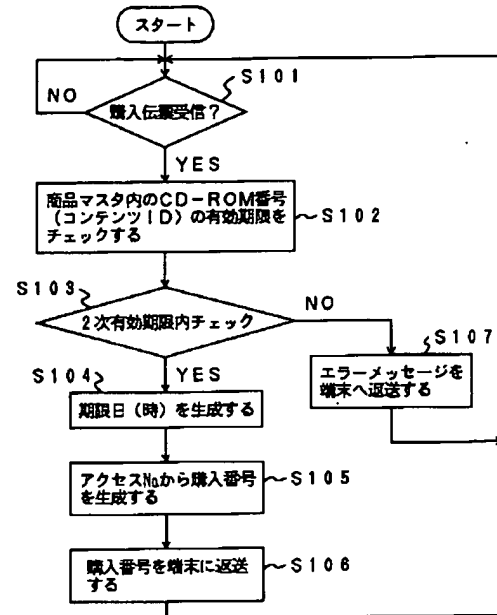 スタート
S101
NO
購入伝票受信？
YES
商品マスタ内のCD－ROM番号
（コンテンツID）の有効期限を
チェックする
S102
S103
2次有効期限内チェック
NO
S107
エラーメッセージを
端末へ返送する
S104
YES
期限日（時）を生成する
アクセスNoから購入番号
を生成する
S105
購入番号を端末に返送
する
S106